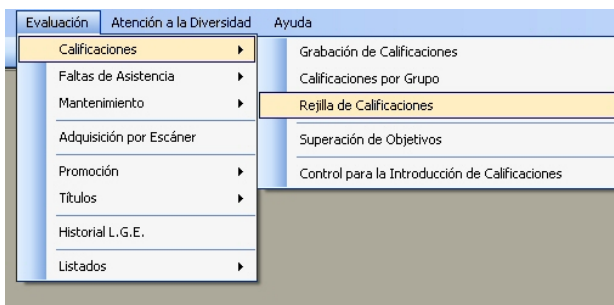 Evaluación Atención a la Diversidad Ayuda
Calificaciones
Faltas de Asistencia
Mantenimiento
Adquisición por Escáner
Promoción
Títulos
Historial L.G.E.
Listados
Grabación de Calificaciones
Calificaciones por Grupo
Rejilla de Calificaciones
Superación de Objetivos
Control para la Introducción de Calificaciones